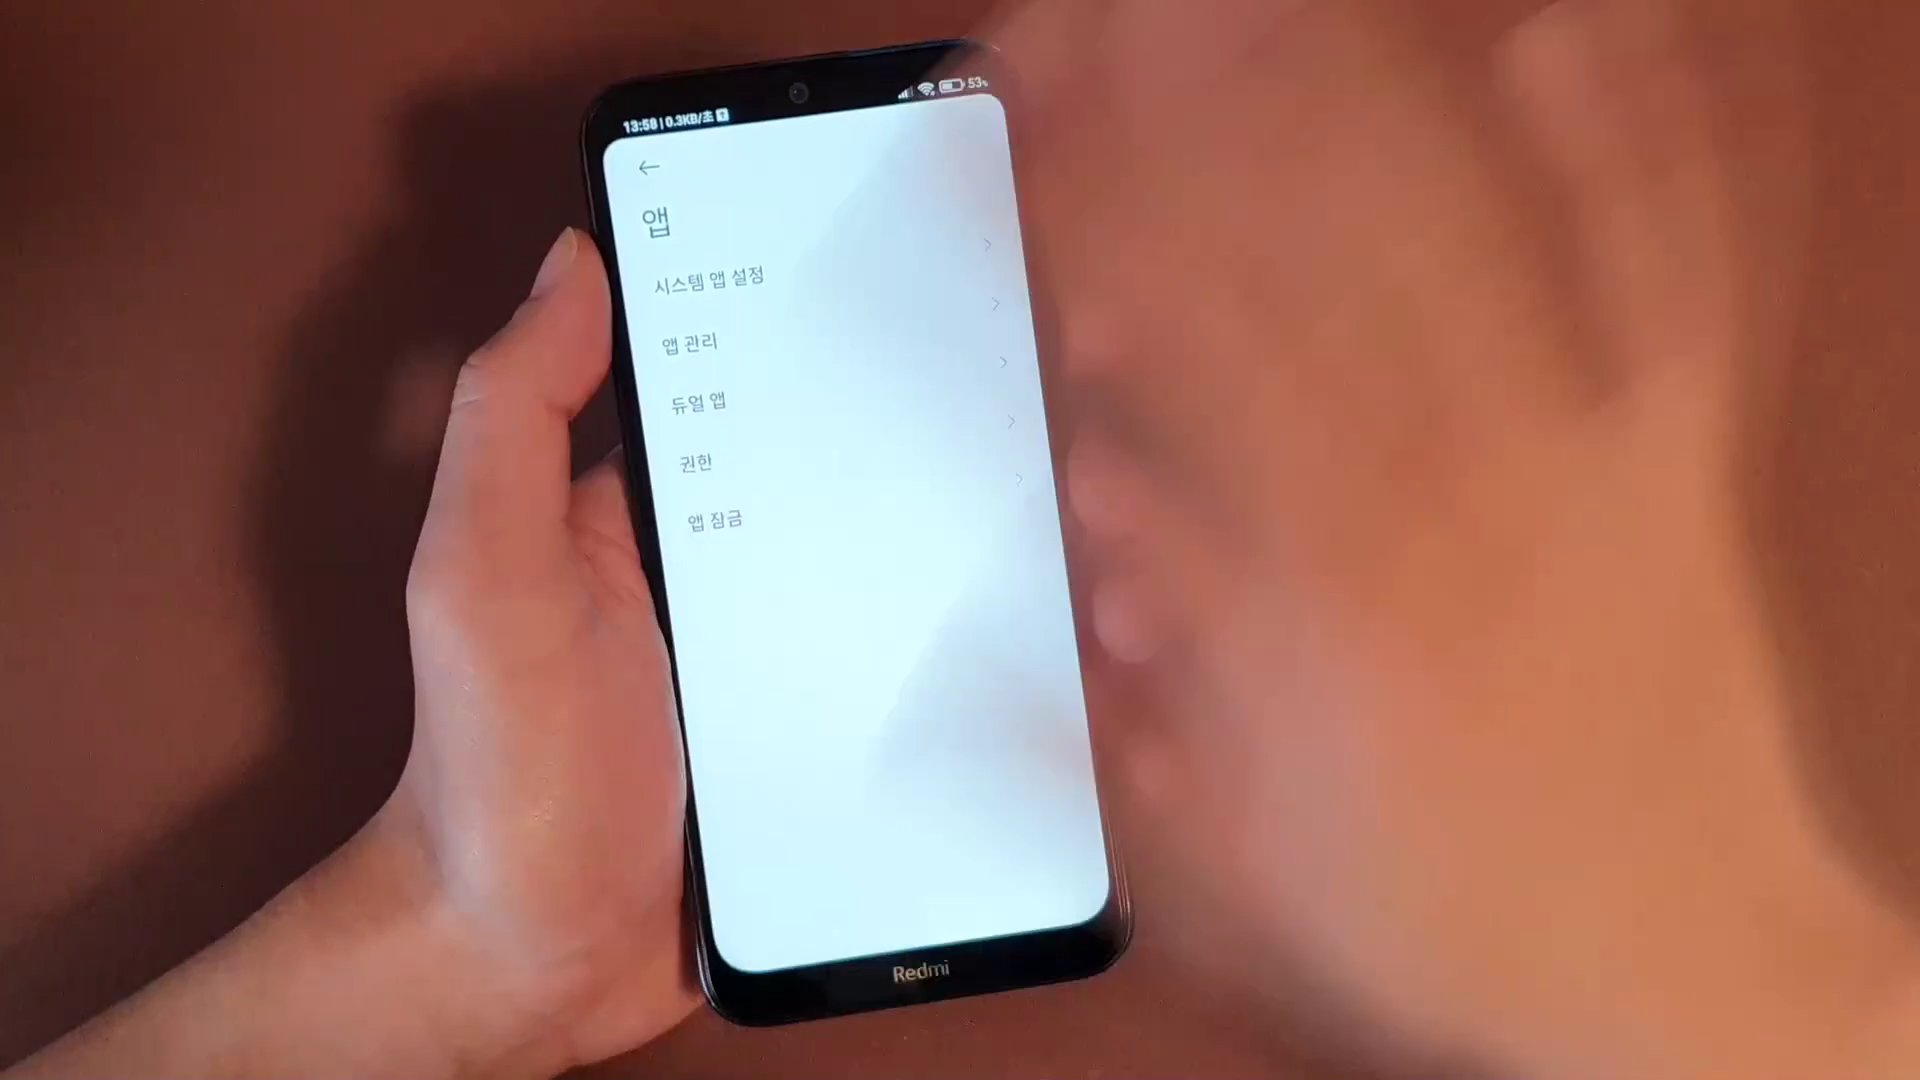 13:58 | 0.3KB/초
53%
앱
시스템 앱 설정
앱 관리
듀얼 앱
권한
앱 잠금
Redmi